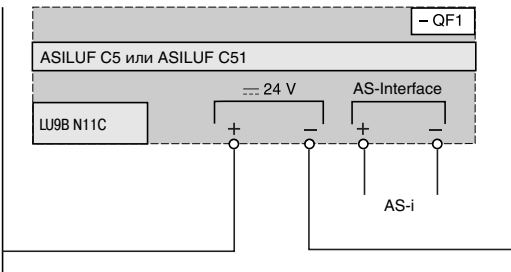 – QF1
ASILUF C5 или ASILUF C51
24 V AS-Interface
LU9B N11C
+ – + –
AS-i